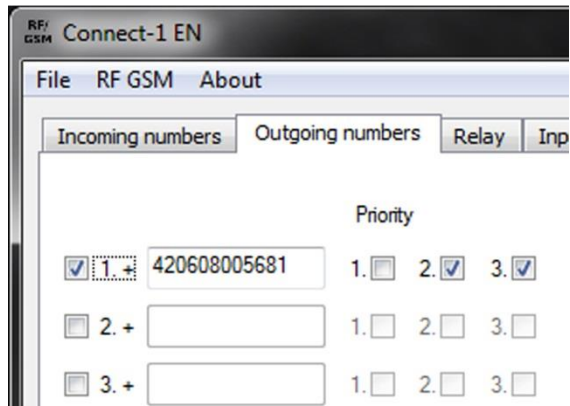 RF/
GSM Connect-1 EN
File RF GSM About
Incoming numbers Outgoing numbers Relay Inp
Priority
1. + 420608005681 1. 2. 3.
2. + 1. 2. 3.
3. + 1. 2. 3.